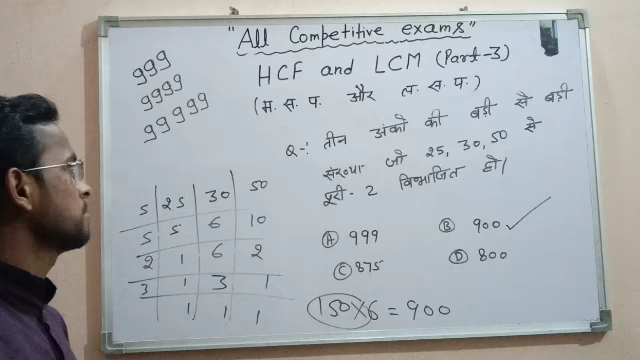 "All Competitive exams"
HCF and LCM (Part-3)
(म. स. प. और ल. स. प.)
999
9999
99999
Q-: तीन अंकों की बड़ी से बड़ी
संख्या जो 25, 30, 50 से
पूरी-2 विभाजित हो।
(A) 999 (B) 900 ✓
(C) 875 (D) 800
5 25 30 50
5 5 6 10
2 1 6 2
3 1 3 1
1 1 1
150×6 = 900